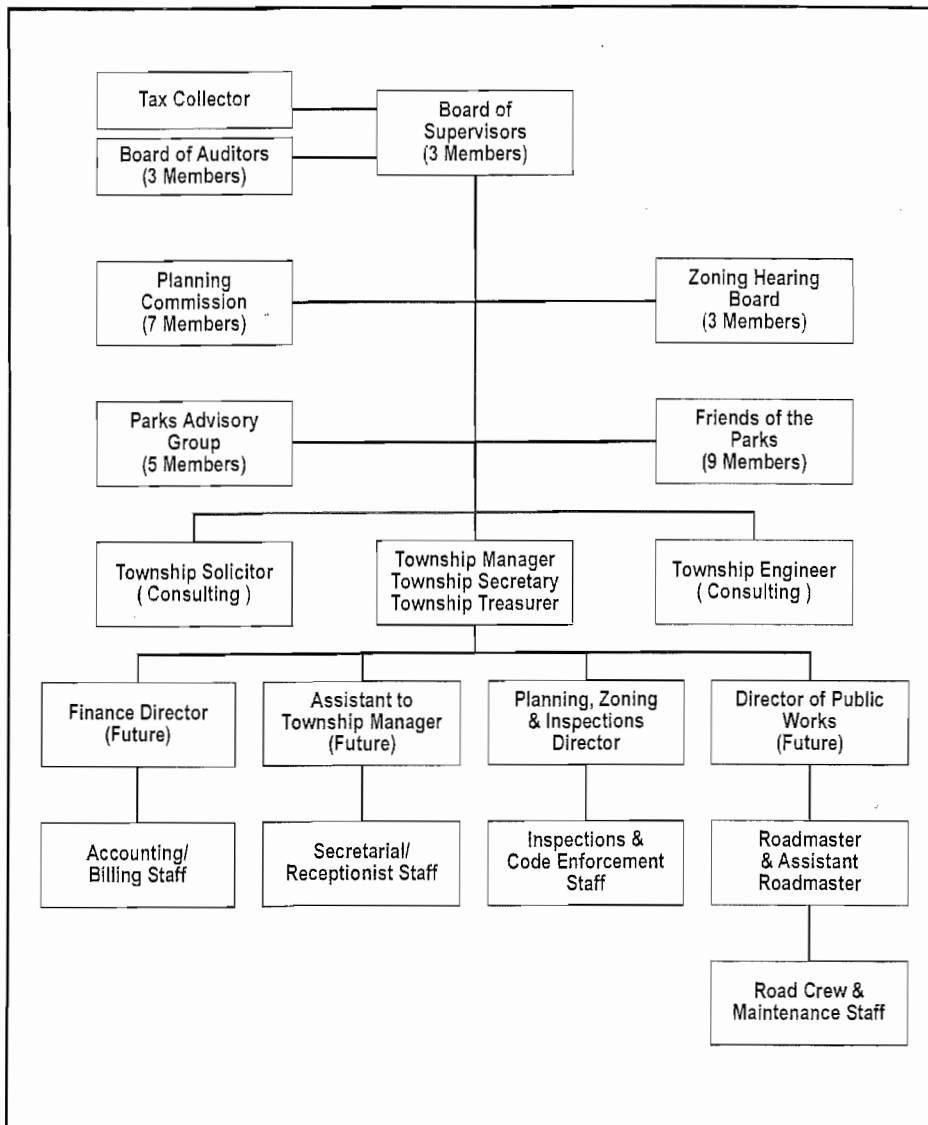 Tax Collector
Board of
Supervisors
(3 Members)
Board of Auditors
(3 Members)
Planning
Commission
(7 Members)
Zoning Hearing
Board
(3 Members)
Parks Advisory
Group
(5 Members)
Friends of the
Parks
(9 Members)
Township Solicitor
( Consulting )
Township Manager
Township Secretary
Township Treasurer
Township Engineer
( Consulting )
Finance Director
(Future)
Assistant to
Township Manager
(Future)
Planning, Zoning
& Inspections
Director
Director of Public
Works
(Future)
Accounting/
Billing Staff
Secretarial/
Receptionist Staff
Inspections &
Code Enforcement
Staff
Roadmaster
& Assistant
Roadmaster
Road Crew &
Maintenance Staff